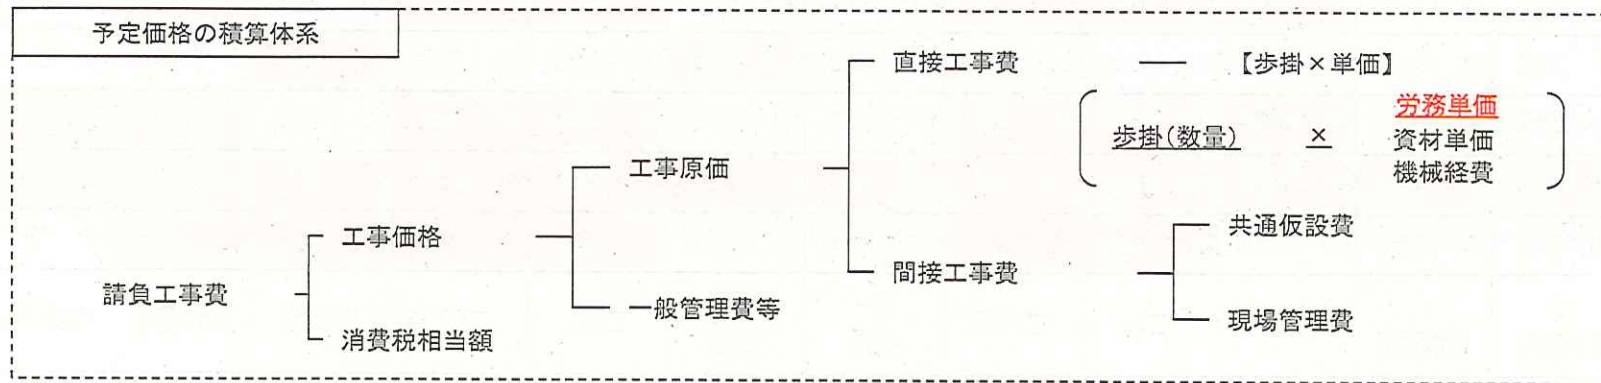 予定価格の積算体系
直接工事費
【歩掛×単価】
歩掛(数量) × 労務単価
資材単価
機械経費
工事原価
工事価格
共通仮設費
間接工事費
請負工事費
一般管理費等
現場管理費
消費税相当額